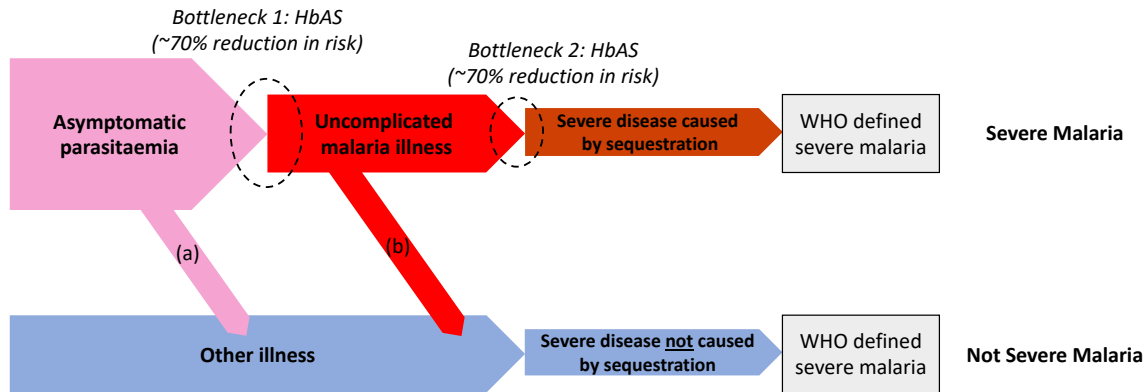 Bottleneck 1: HbAS
(~70% reduction in risk)
Bottleneck 2: HbAS
(~70% reduction in risk)
Asymptomatic
parasitaemia
Uncomplicated
malaria illness
Severe disease caused
by sequestration
WHO defined
severe malaria
Severe Malaria
(a)
(b)
Other illness
Severe disease not caused
by sequestration
WHO defined
severe malaria
Not Severe Malaria